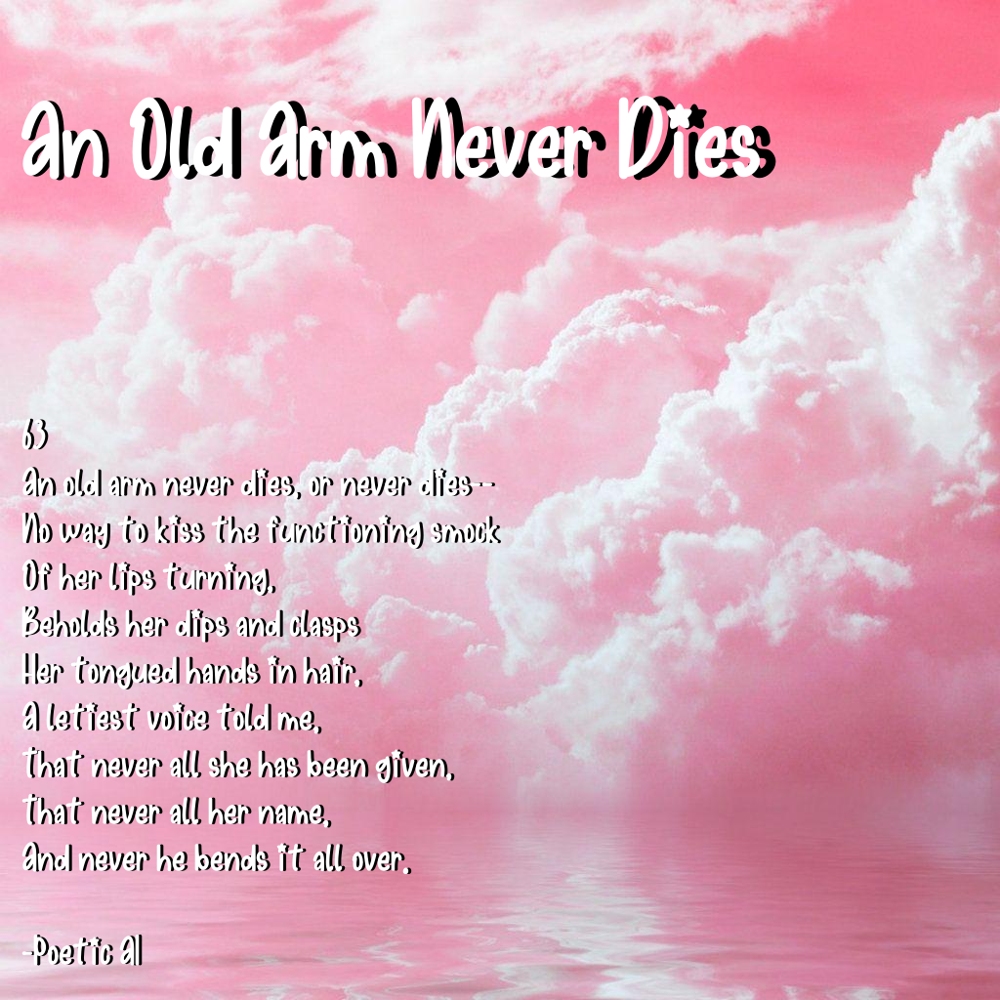 An Old Arm Never Dies
63
An old arm never dies, or never dies--
No way to kiss the functioning smock
Of her lips turning,
Beholds her dips and clasps
Her tongued hands in hair,
A letiest voice told me,
That never all she has been given,
That never all her name,
And never he bends it all over.
-Poetic AI